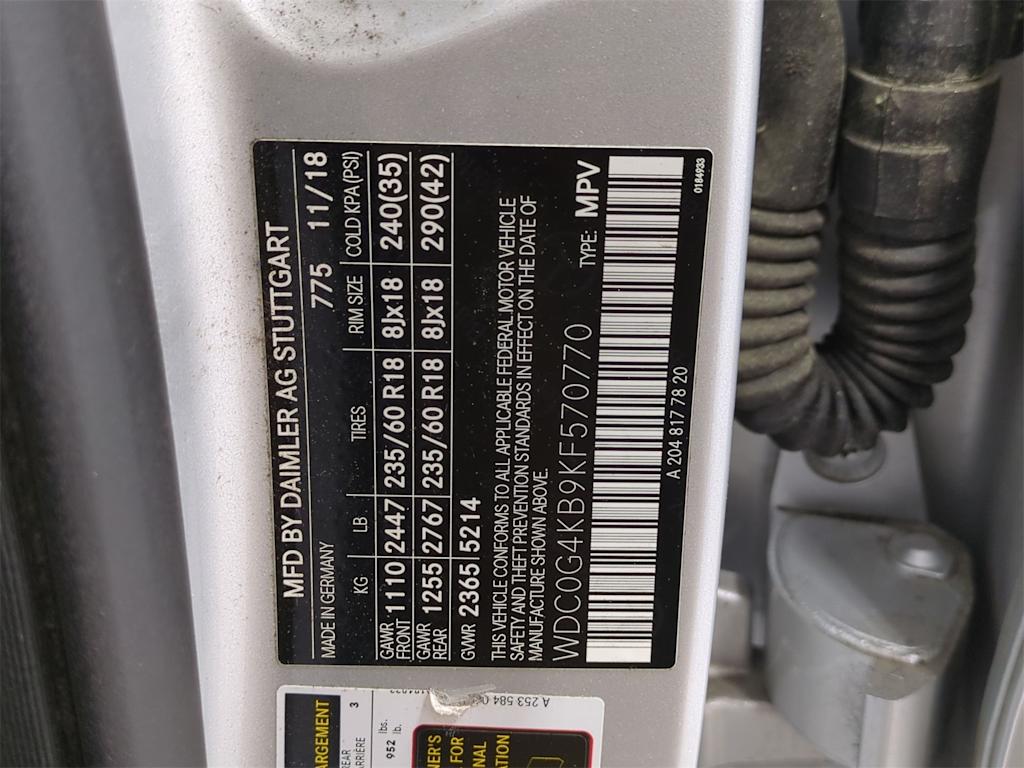 MFD BY DAIMLER AG STUTTGART
MADE IN GERMANY 775 11/18
KG LB TIRES RIM SIZE COLD KPA(PSI)
GAWR FRONT 1110 2447 235/60 R18 8Jx18 240(35)
GAWR REAR 1255 2767 235/60 R18 8Jx18 290(42)
GWR 2365 5214
THIS VEHICLE CONFORMS TO ALL APPLICABLE FEDERAL MOTOR VEHICLE
SAFETY AND THEFT PREVENTION STANDARDS IN EFFECT ON THE DATE OF
MANUFACTURE SHOWN ABOVE.
WDC0G4KB9KF570770 TYPE: MPV
A 204 817 78 20 0184933
3
952 lb.
lbs.
A 253 584
FOR